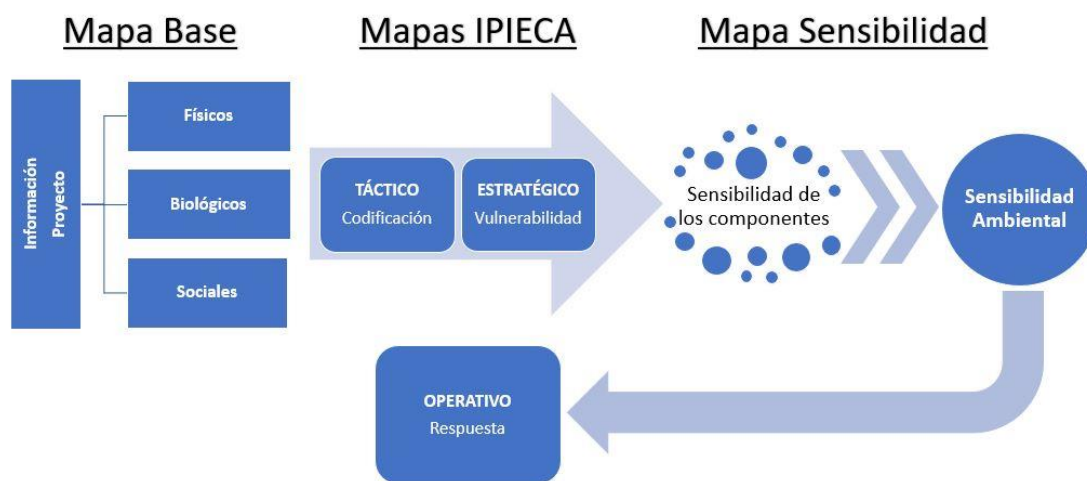 Mapa Base
Mapas IPIECA
Mapa Sensibilidad
Información
Proyecto
Físicos
Biológicos
Sociales
TÁCTICO
Codificación
ESTRATÉGICO
Vulnerabilidad
Sensibilidad de
los componentes
Sensibilidad
Ambiental
OPERATIVO
Respuesta